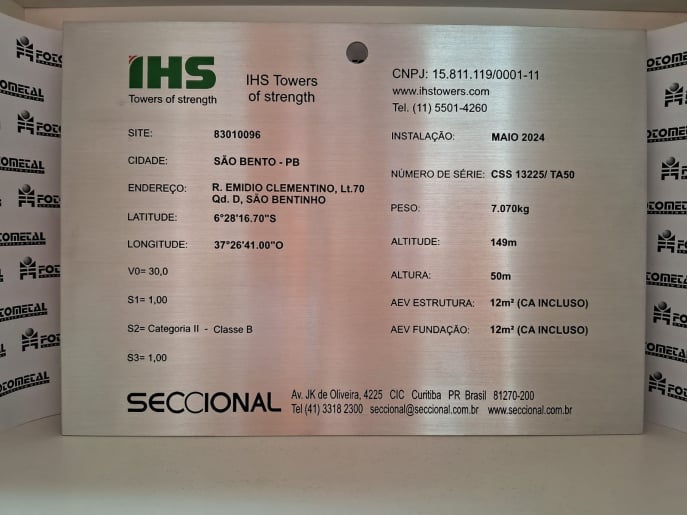 IHS
Towers of strength
IHS Towers
of strength
CNPJ: 15.811.119/0001-11
www.ihstowers.com
Tel. (11) 5501-4260
SITE: 83010096
CIDADE: SÃO BENTO - PB
ENDEREÇO: R. EMIDIO CLEMENTINO, Lt.70
Qd. D, SÃO BENTINHO
LATITUDE: 6°28'16.70"S
LONGITUDE: 37°26'41.00"O
V0= 30,0
S1= 1,00
S2= Categoria II - Classe B
S3= 1,00
INSTALAÇÃO: MAIO 2024
NÚMERO DE SÉRIE: CSS 13225/ TA50
PESO: 7.070kg
ALTITUDE: 149m
ALTURA: 50m
AEV ESTRUTURA: 12m² (CA INCLUSO)
AEV FUNDAÇÃO: 12m² (CA INCLUSO)
SECCIONAL
Av. JK de Oliveira, 4225 CIC Curitiba PR Brasil 81270-200
Tel (41) 3318 2300 seccional@seccional.com.br www.seccional.com.br
FOTOMETAL